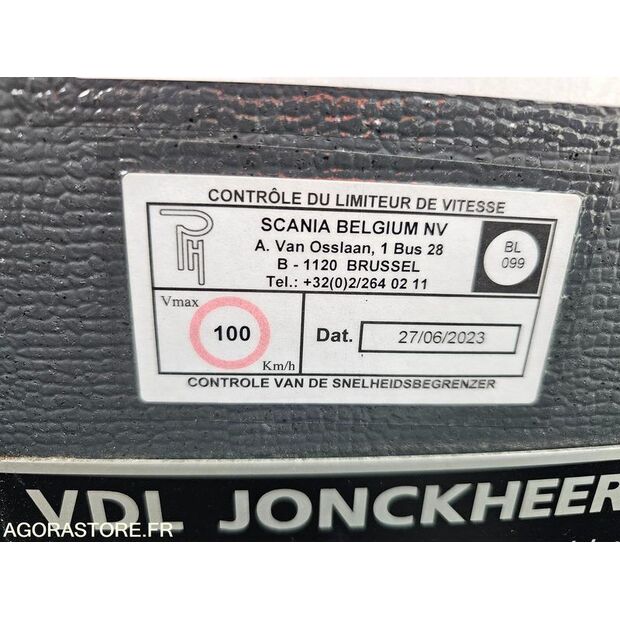 CONTRÔLE DU LIMITEUR DE VITESSE
SCANIA BELGIUM NV
A. Van Osslaan, 1 Bus 28
B - 1120 BRUSSEL
Tel.: +32(0)2/264 02 11
BL
099
Vmax
100
Km/h
Dat. 27/06/2023
CONTROLE VAN DE SNELHEIDSBEGRENZER
VDL JONCKHEER
AGORASTORE.FR